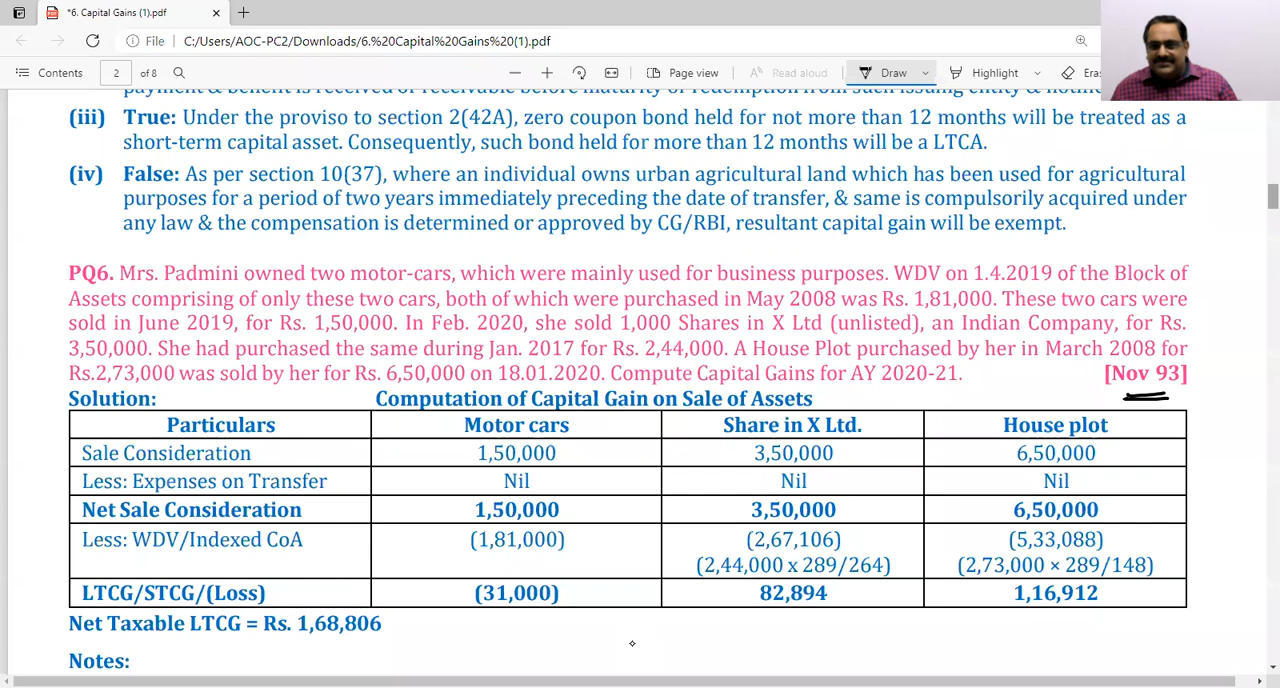 *6. Capital Gains (1).pdf
File
C:/Users/AOC-PC2/Downloads/6.%20Capital%20Gains%20(1).pdf
Contents 2 of 8 Page view Read aloud Draw Highlight Eras
payment & benefit is received or receivable before maturity or redemption from such issuing entity &
(iii) True: Under the proviso to section 2(42A), zero coupon bond held for not more than 12 months will be treated as a
short-term capital asset. Consequently, such bond held for more than 12 months will be a LTCA.
(iv) False: As per section 10(37), where an individual owns urban agricultural land which has been used for agricultural
purposes for a period of two years immediately preceding the date of transfer, & same is compulsorily acquired under
any law & the compensation is determined or approved by CG/RBI, resultant capital gain will be exempt.
PQ6. Mrs. Padmini owned two motor-cars, which were mainly used for business purposes. WDV on 1.4.2019 of the Block of
Assets comprising of only these two cars, both of which were purchased in May 2008 was Rs. 1,81,000. These two cars were
sold in June 2019, for Rs. 1,50,000. In Feb. 2020, she sold 1,000 Shares in X Ltd (unlisted), an Indian Company, for Rs.
3,50,000. She had purchased the same during Jan. 2017 for Rs. 2,44,000. A House Plot purchased by her in March 2008 for
Rs.2,73,000 was sold by her for Rs. 6,50,000 on 18.01.2020. Compute Capital Gains for AY 2020-21. [Nov 93]
Solution: Computation of Capital Gain on Sale of Assets
Particulars Motor cars Share in X Ltd. House plot
Sale Consideration 1,50,000 3,50,000 6,50,000
Less: Expenses on Transfer Nil Nil Nil
Net Sale Consideration 1,50,000 3,50,000 6,50,000
Less: WDV/Indexed CoA (1,81,000) (2,67,106) (5,33,088)
(2,44,000 x 289/264) (2,73,000 × 289/148)
LTCG/STCG/(Loss) (31,000) 82,894 1,16,912
Net Taxable LTCG = Rs. 1,68,806
Notes: